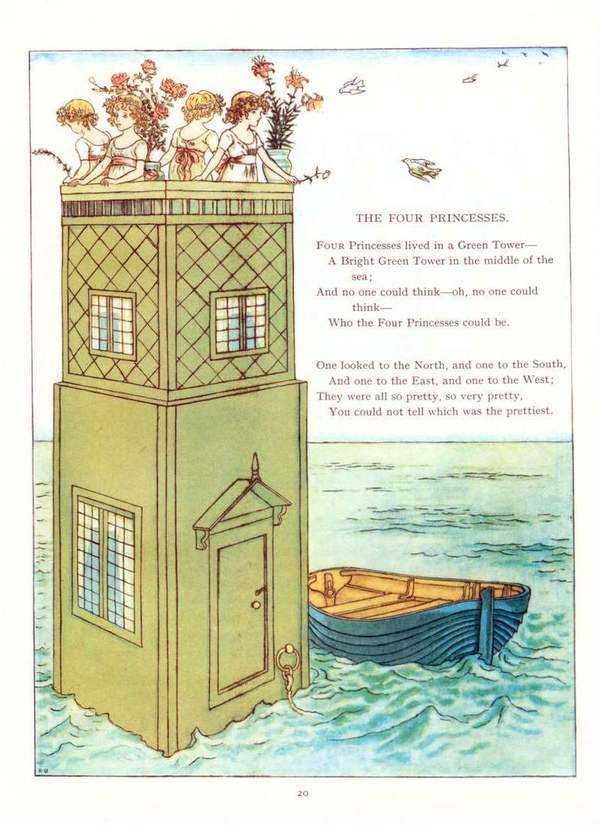 THE FOUR PRINCESSES.
FOUR Princesses lived in a Green Tower—
A Bright Green Tower in the middle of the
sea;
And no one could think—oh, no one could
think—
Who the Four Princesses could be.
One looked to the North, and one to the South,
And one to the East, and one to the West;
They were all so pretty, so very pretty,
You could not tell which was the prettiest.
20